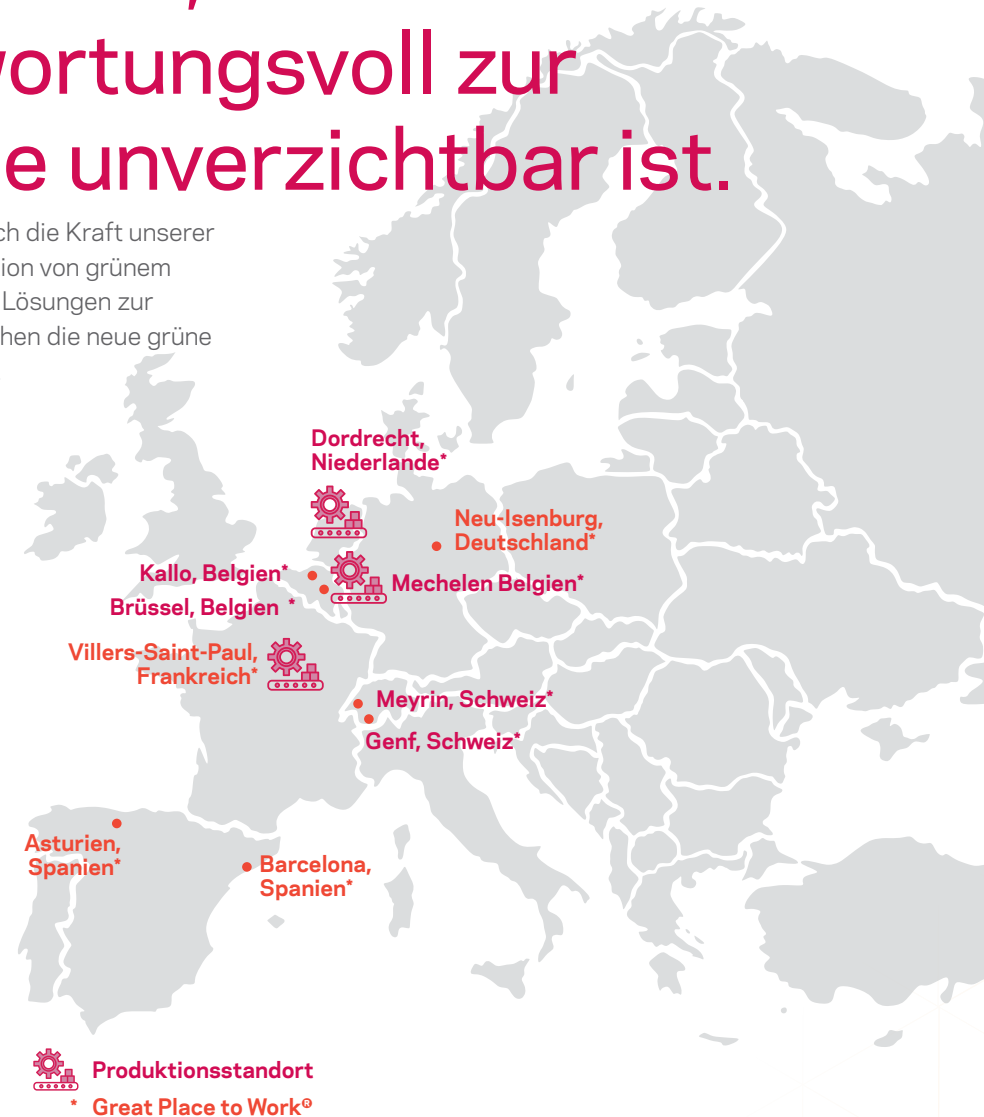 wortungsvoll zur
e unverzichtbar ist.
ch die Kraft unserer
ion von grünem
Lösungen zur
hen die neue grüne
Dordrecht,
Niederlande*
Neu-Isenburg,
Deutschland*
Kallo, Belgien*
Mechelen Belgien*
Brüssel, Belgien *
Villers-Saint-Paul,
Frankreich*
Meyrin, Schweiz*
Genf, Schweiz*
Asturien,
Spanien*
Barcelona,
Spanien*
Produktionsstandort
* Great Place to Work®